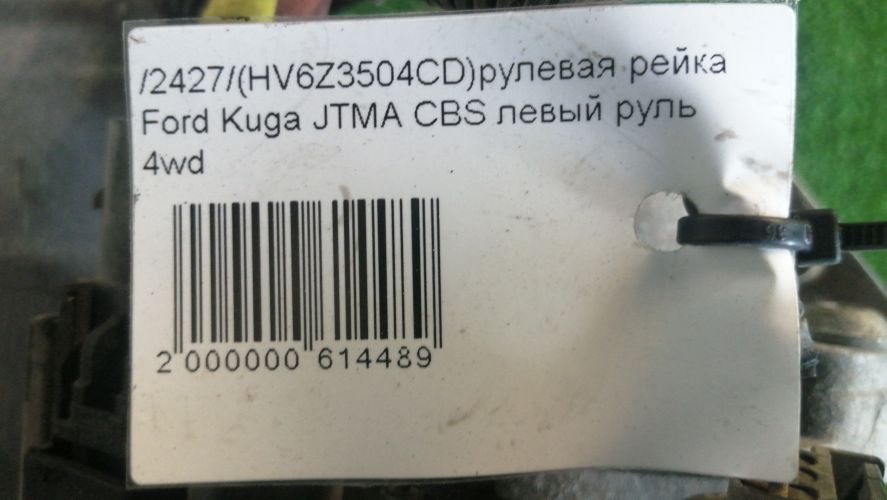 /2427/(HV6Z3504CD)рулевая рейка
Ford Kuga JTMA CBS левый руль
4wd
2 000000 614489